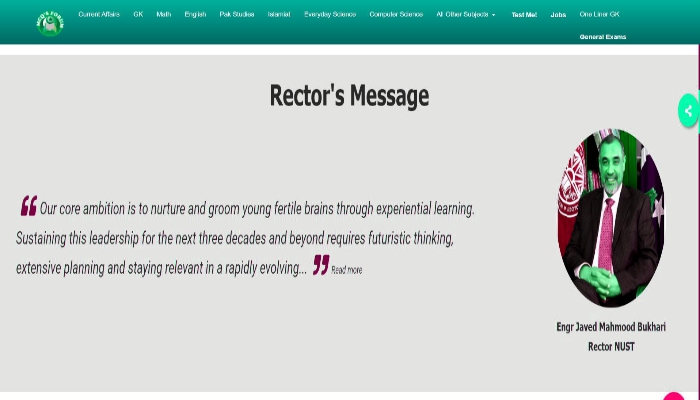 MCQ'S FORUM
Current Affairs GK Math English Pak Studies Islamiat Everyday Science Computer Science All Other Subjects Test Me! Jobs One Liner GK
General Exams
Rector's Message
“ Our core ambition is to nurture and groom young fertile brains through experiential learning.
Sustaining this leadership for the next three decades and beyond requires futuristic thinking,
extensive planning and staying relevant in a rapidly evolving... ” Read more
Engr Javed Mahmood Bukhari
Rector NUST